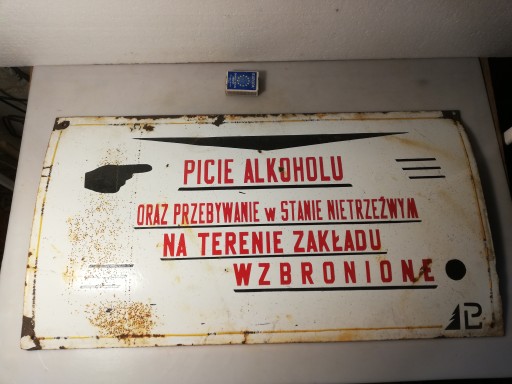 PICIE ALKOHOLU
ORAZ PRZEBYWANIE w STANIE NIETRZEŹWYM
NA TERENIE ZAKŁADU
WZBRONIONE